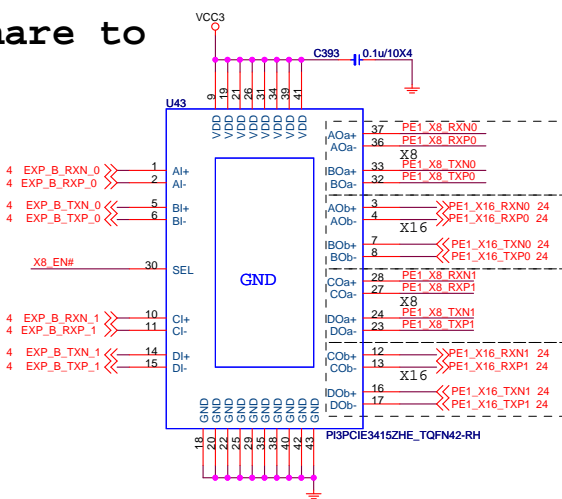 hare to
VCC3
C393
0.1u/10X4
U43
9 19 21 26 31 34 39 41
VDD VDD VDD VDD VDD VDD VDD VDD
AOa+ 37 PE1_X8_RXN0
AOa- 36 PE1_X8_RXP0
X8
4 EXP_B_RXN_0 1 AI+ BOa+ 33 PE1_X8_TXN0
4 EXP_B_RXP_0 2 AI- BOa- 32 PE1_X8_TXP0
4 EXP_B_TXN_0 5 BI+ AOb+ 3 PE1_X16_RXN0 24
4 EXP_B_TXP_0 6 BI- AOb- 4 PE1_X16_RXP0 24
X16
BOb+ 7 PE1_X16_TXN0 24
BOb- 8 PE1_X16_TXP0 24
X8_EN# 30 SEL
GND
COa+ 28 PE1_X8_RXN1
COa- 27 PE1_X8_RXP1
X8
4 EXP_B_RXN_1 10 CI+ DOa+ 24 PE1_X8_TXN1
4 EXP_B_RXP_1 11 CI- DOa- 23 PE1_X8_TXP1
4 EXP_B_TXN_1 14 DI+ COb+ 12 PE1_X16_RXN1 24
4 EXP_B_TXP_1 15 DI- COb- 13 PE1_X16_RXP1 24
X16
DOb+ 16 PE1_X16_TXN1 24
DOb- 17 PE1_X16_TXP1 24
GND GND GND GND GND GND GND GND GND GND
18 20 22 25 29 35 38 40 42 43
PI3PCIE3415ZHE_TQFN42-RH